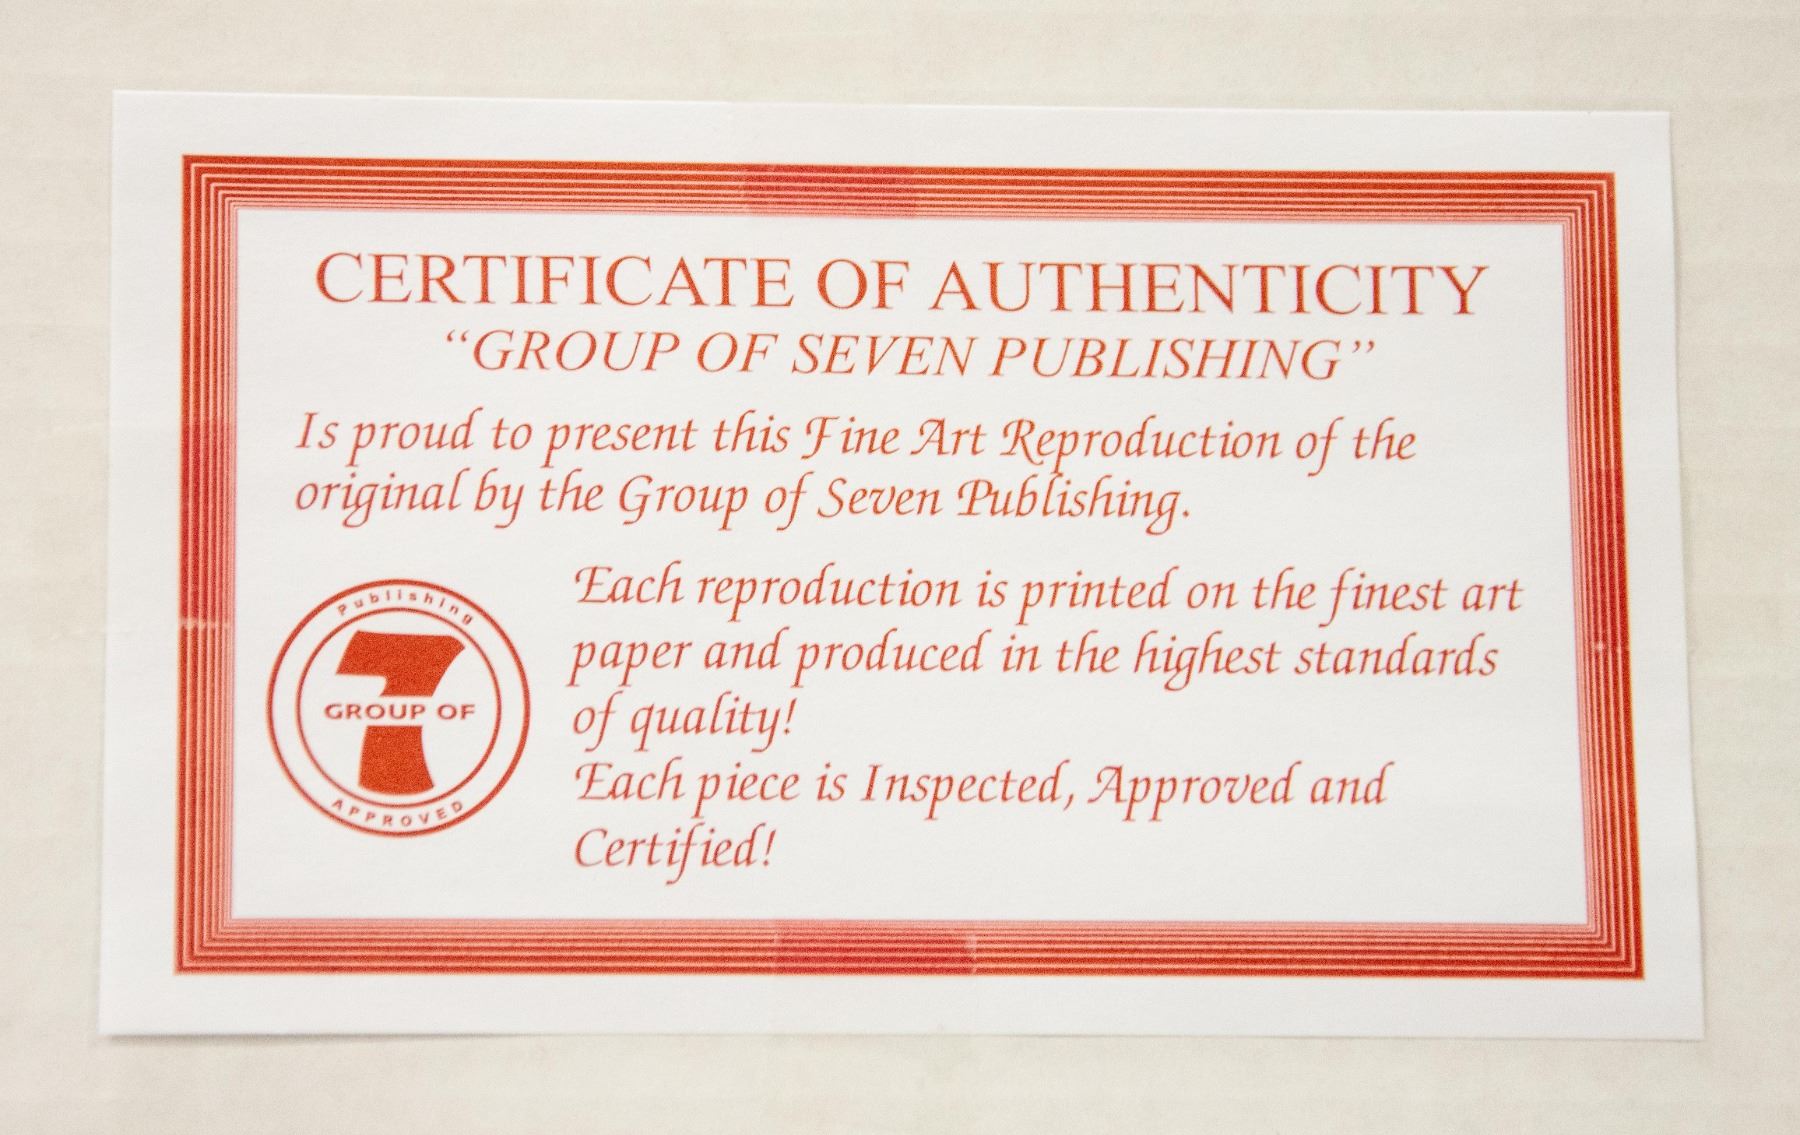 CERTIFICATE OF AUTHENTICITY
“GROUP OF SEVEN PUBLISHING”
Is proud to present this Fine Art Reproduction of the
original by the Group of Seven Publishing.
Each reproduction is printed on the finest art
paper and produced in the highest standards
of quality!
Each piece is Inspected, Approved and
Certified!
Publishing
7
GROUP OF
APPROVED